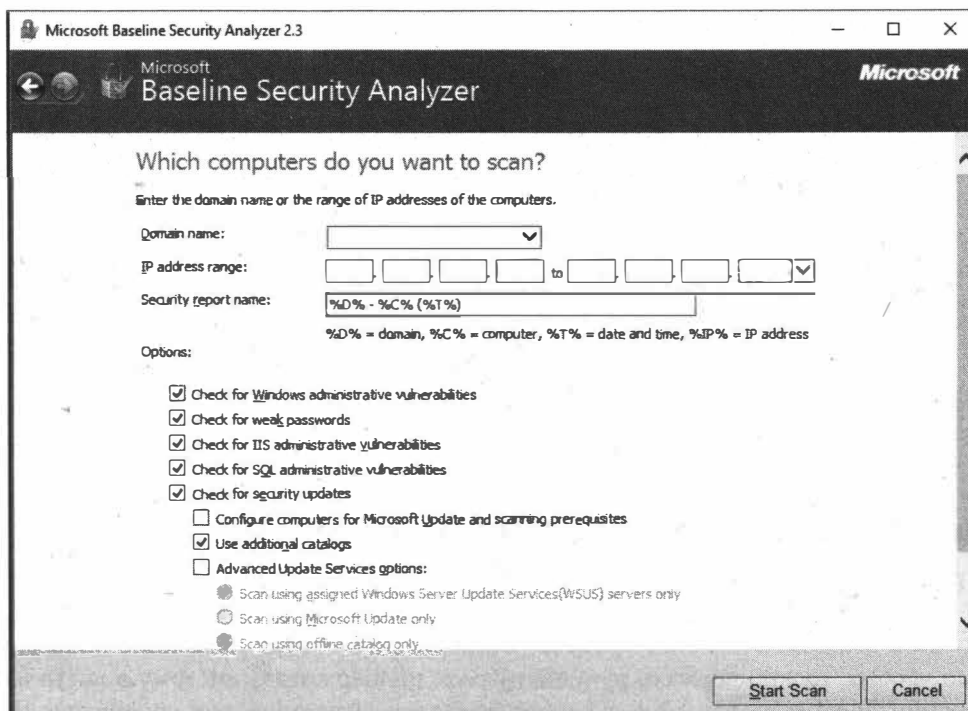 Microsoft Baseline Security Analyzer 2.3
Microsoft
Baseline Security Analyzer
Microsoft
Which computers do you want to scan?
Enter the domain name or the range of IP addresses of the computers.
Domain name:
IP address range:
to
Security report name:
%D% - %C% (%T%)
%D% = domain, %C% = computer, %T% = date and time, %IP% = IP address
Options:
Check for Windows administrative vulnerabilities
Check for weak passwords
Check for IIS administrative vulnerabilities
Check for SQL administrative vulnerabilities
Check for security updates
Configure computers for Microsoft Update and scanning prerequisites
Use additional catalogs
Advanced Update Services options:
Scan using assigned Windows Server Update Services(WSUS) servers only
Scan using Microsoft Update only
Scan using offline catalog only
Start Scan
Cancel